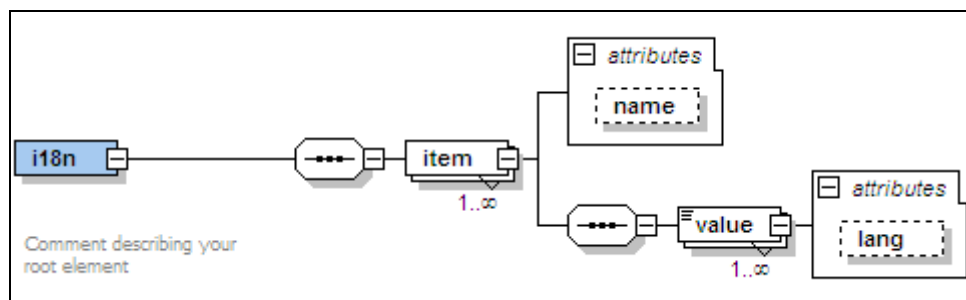 attributes
name
i18n
item
1..∞
Comment describing your
root element
attributes
value
lang
1..∞